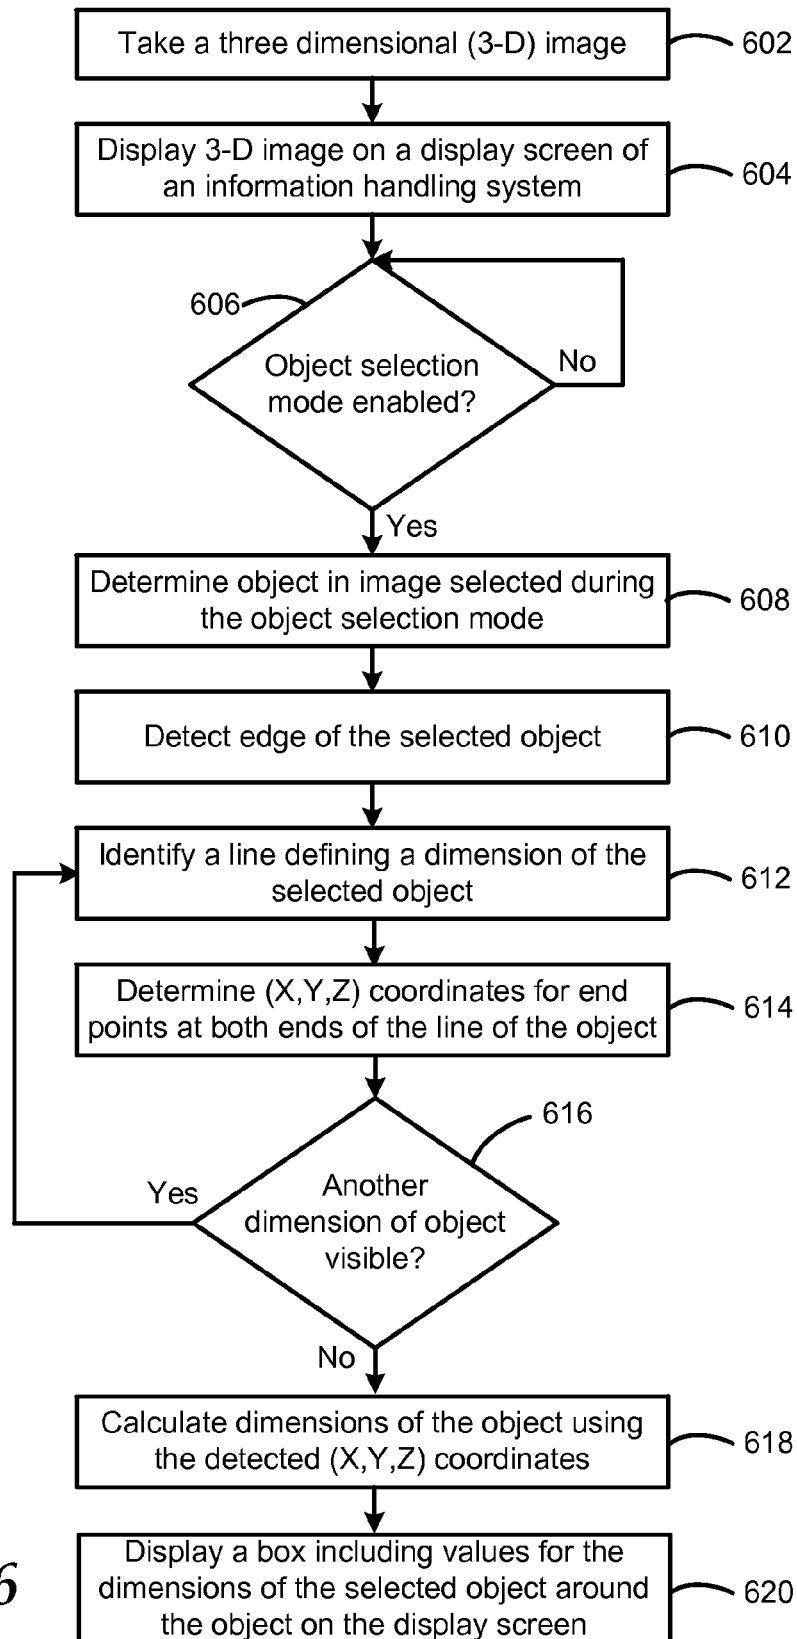 Take a three dimensional (3-D) image
602
Display 3-D image on a display screen of
an information handling system
604
606
Object selection
mode enabled?
No
Yes
Determine object in image selected during
the object selection mode
608
Detect edge of the selected object
610
Identify a line defining a dimension of the
selected object
612
Determine (X,Y,Z) coordinates for end
points at both ends of the line of the object
614
616
Another
dimension of object
visible?
Yes
No
Calculate dimensions of the object using
the detected (X,Y,Z) coordinates
618
6
Display a box including values for the
dimensions of the selected object around
the object on the display screen
620